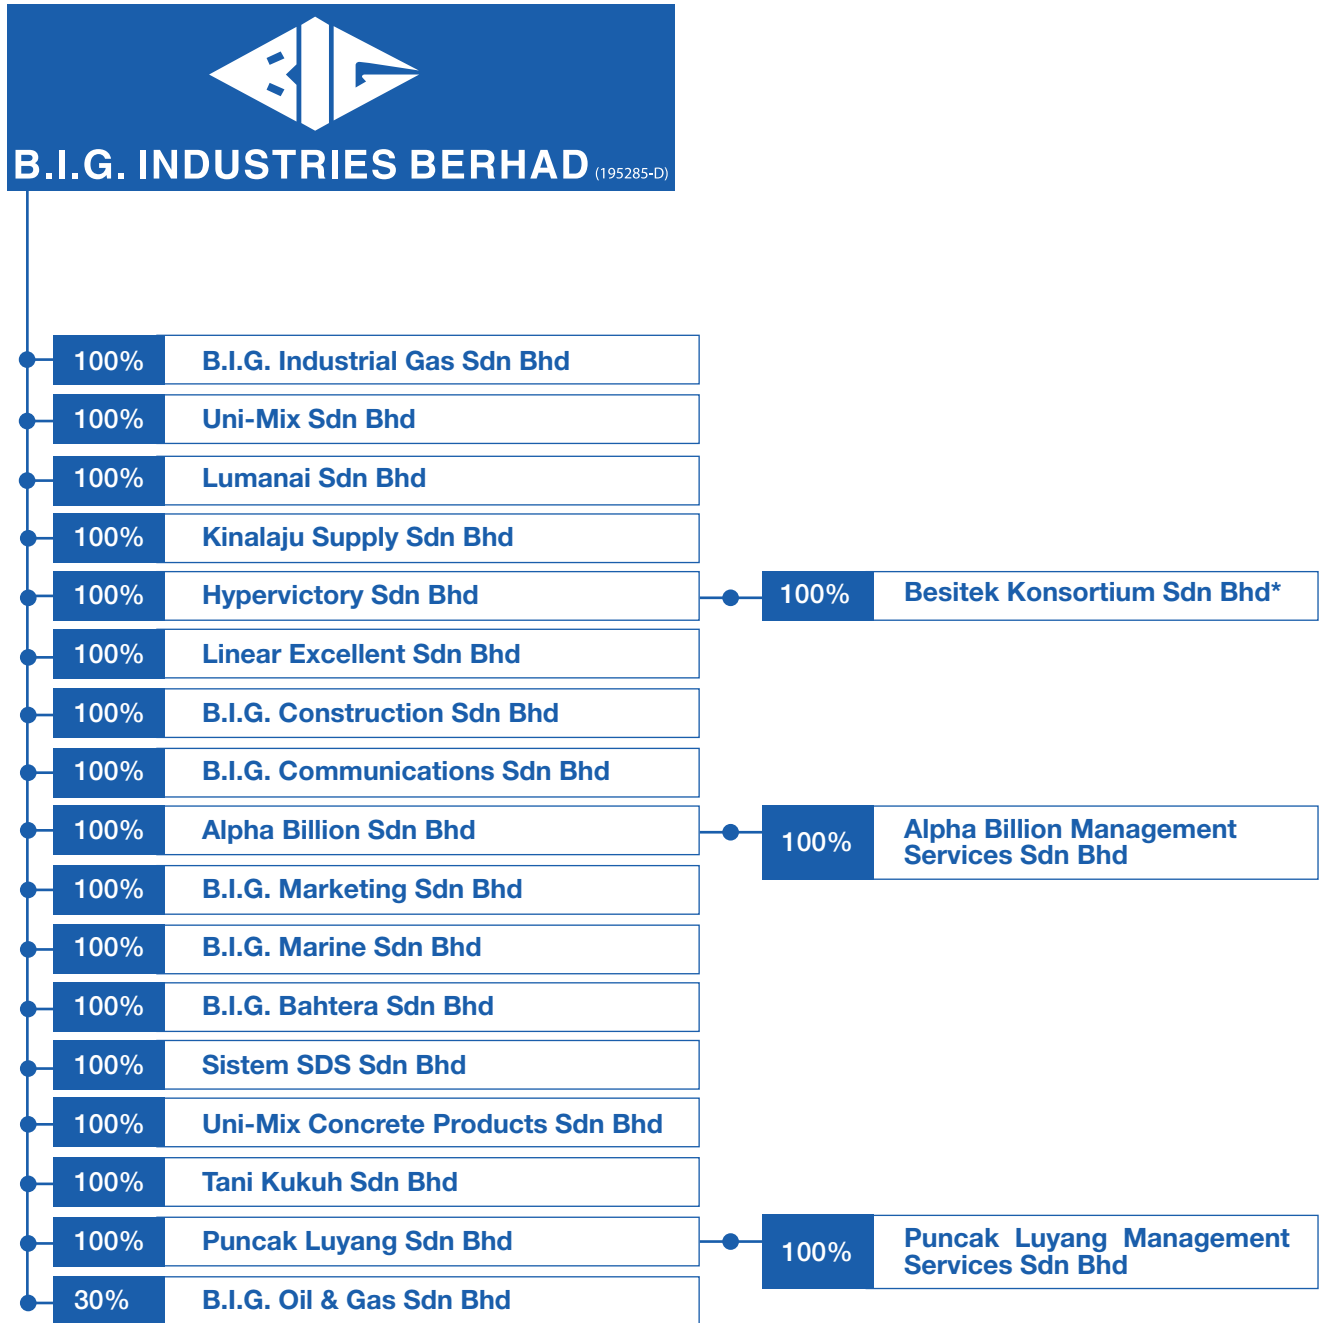 BIG
B.I.G. INDUSTRIES BERHAD (195285-D)
100% B.I.G. Industrial Gas Sdn Bhd
100% Uni-Mix Sdn Bhd
100% Lumanai Sdn Bhd
100% Kinalaju Supply Sdn Bhd
100% Hypervictory Sdn Bhd
100% Besitek Konsortium Sdn Bhd*
100% Linear Excellent Sdn Bhd
100% B.I.G. Construction Sdn Bhd
100% B.I.G. Communications Sdn Bhd
100% Alpha Billion Sdn Bhd
100% Alpha Billion Management
Services Sdn Bhd
100% B.I.G. Marketing Sdn Bhd
100% B.I.G. Marine Sdn Bhd
100% B.I.G. Bahtera Sdn Bhd
100% Sistem SDS Sdn Bhd
100% Uni-Mix Concrete Products Sdn Bhd
100% Tani Kukuh Sdn Bhd
100% Puncak Luyang Sdn Bhd
100% Puncak Luyang Management
Services Sdn Bhd
30% B.I.G. Oil & Gas Sdn Bhd